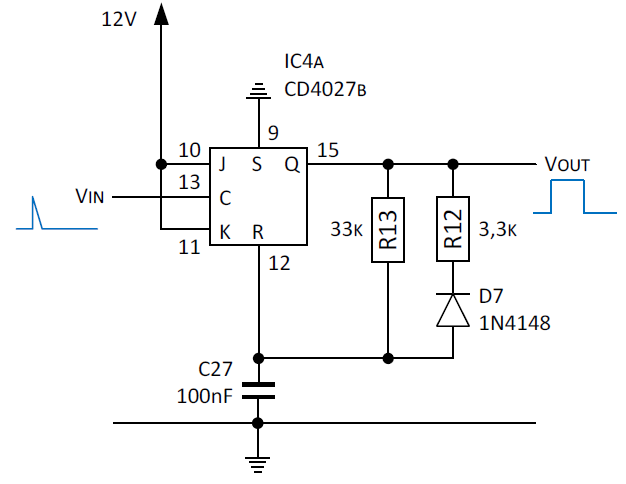 12V
IC4A
CD4027B
9
10
J
S
Q
15
VOUT
13
VIN
C
33K
R13
R12
3,3K
K
R
11
12
D7
1N4148
C27
100nF